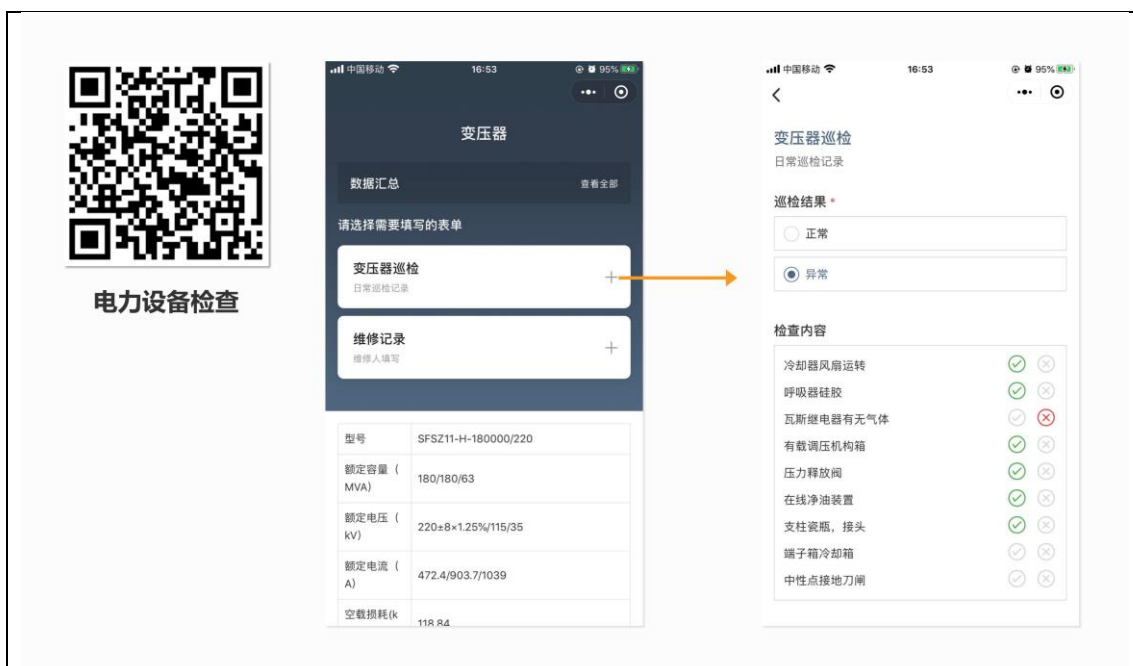 电力设备检查
中国移动
16:53
95%
变压器
数据汇总
查看全部
请选择需要填写的表单
变压器巡检
日常巡检记录
维修记录
维修人填写
型号
SFSZ11-H-180000/220
额定容量（
MVA)
180/180/63
额定电压（
kV)
220±8×1.25%/115/35
额定电流（
A)
472.4/903.7/1039
空载损耗(k
118.84
中国移动
16:53
95%
变压器巡检
日常巡检记录
巡检结果 *
正常
异常
检查内容
冷却器风扇运转
呼吸器硅胶
瓦斯继电器有无气体
有载调压机构箱
压力释放阀
在线净油装置
支柱瓷瓶，接头
端子箱冷却箱
中性点接地刀闸